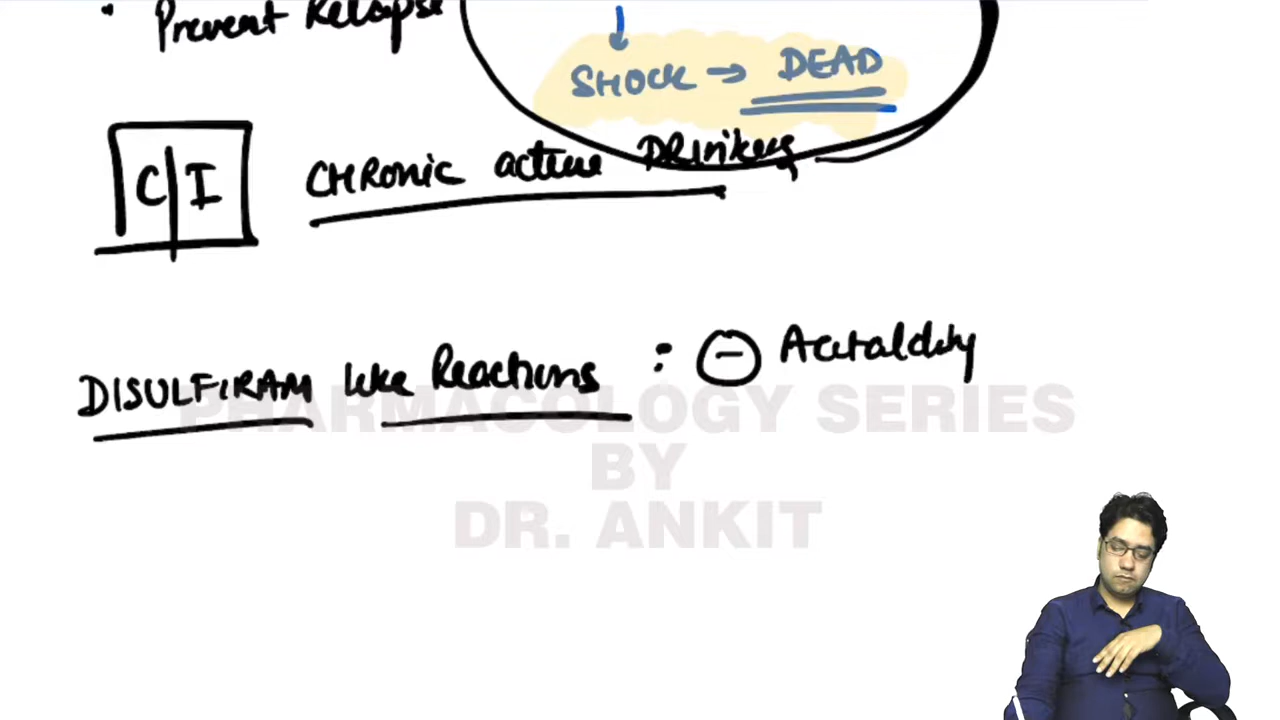 • Prevent Relapse
SHOCK → DEAD
C|I CHRONIC active DRinkers
DISULFIRAM like Reactions : ⊖ Acetaldehy
PHARMACOLOGY SERIES
BY
DR. ANKIT